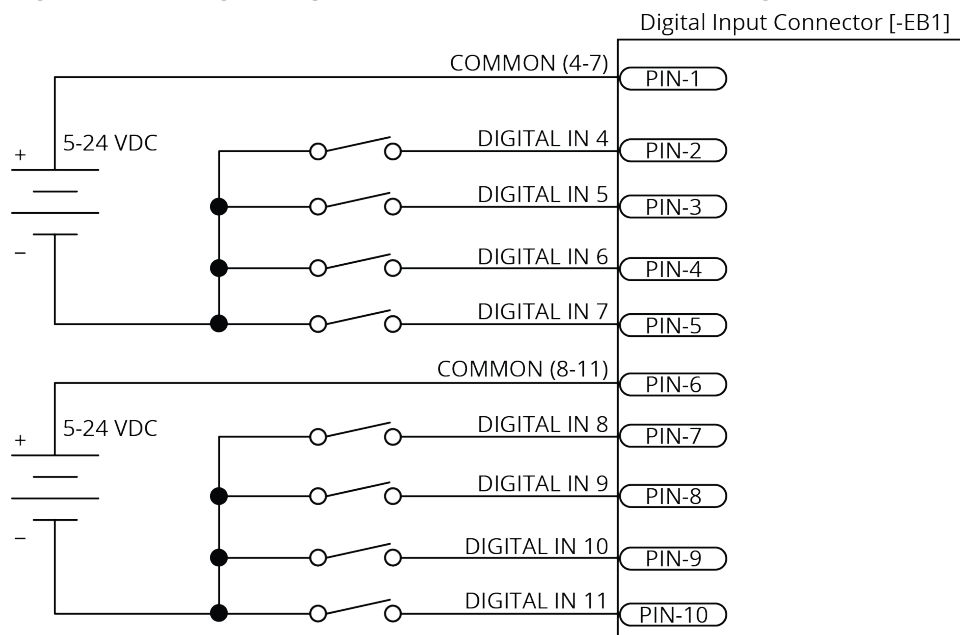 Digital Input Connector [-EB1]
COMMON (4-7)
PIN-1
+
5-24 VDC
DIGITAL IN 4
PIN-2
DIGITAL IN 5
PIN-3
–
DIGITAL IN 6
PIN-4
DIGITAL IN 7
PIN-5
COMMON (8-11)
PIN-6
+
5-24 VDC
DIGITAL IN 8
PIN-7
DIGITAL IN 9
PIN-8
–
DIGITAL IN 10
PIN-9
DIGITAL IN 11
PIN-10